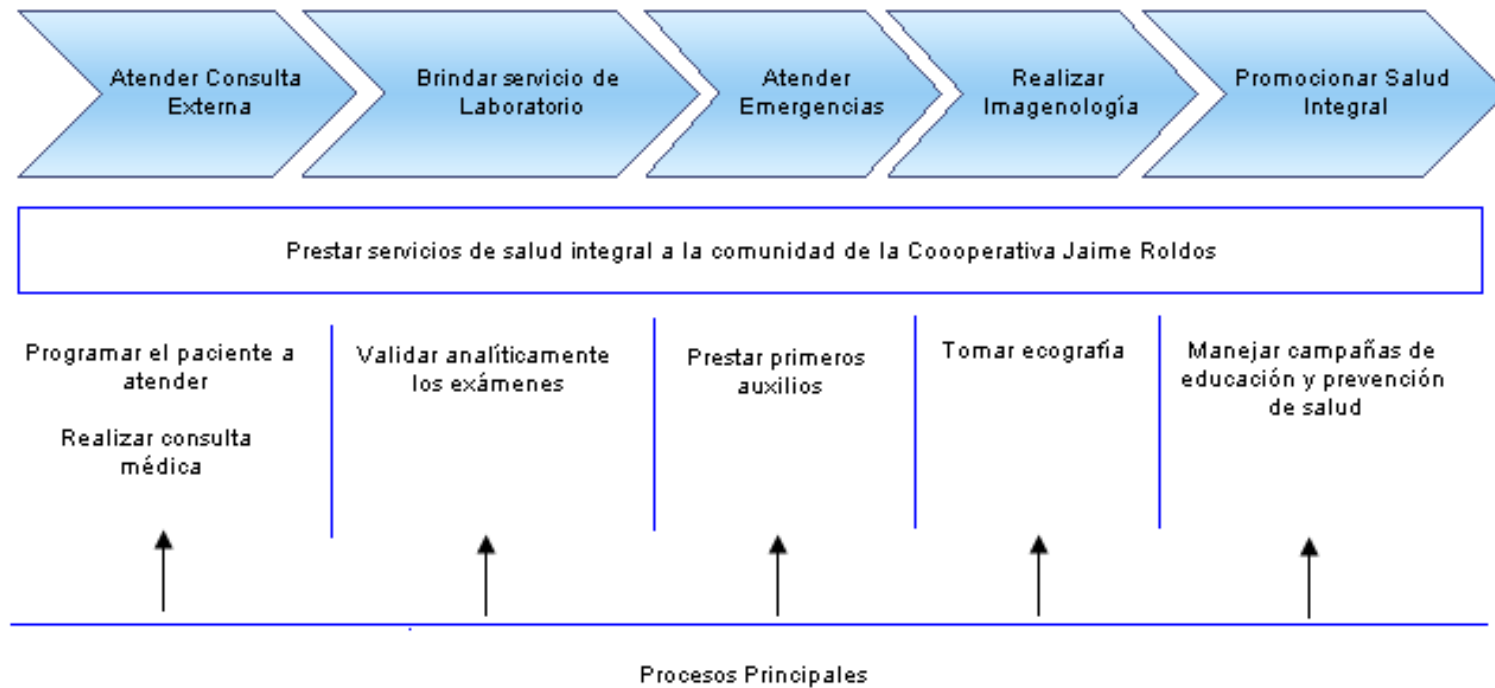 Atender Consulta
Externa
Brindar servicio de
Laboratorio
Atender
Emergencias
Realizar
Imagenología
Promocionar Salud
Integral
Prestar servicios de salud integral a la comunidad de la Coooperativa Jaime Roldos
Programar el paciente a
atender
Realizar consulta
médica
Validar analíticamente
los exámenes
Prestar primeros
auxilios
Tomar ecografía
Manejar campañas de
educación y prevención
de salud
Procesos Principales